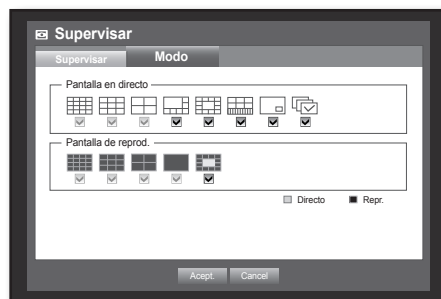 Supervisar
Supervisar Modo
Pantalla en directo
Pantalla de reprod.
Directo Repr.
Acept. Cancel